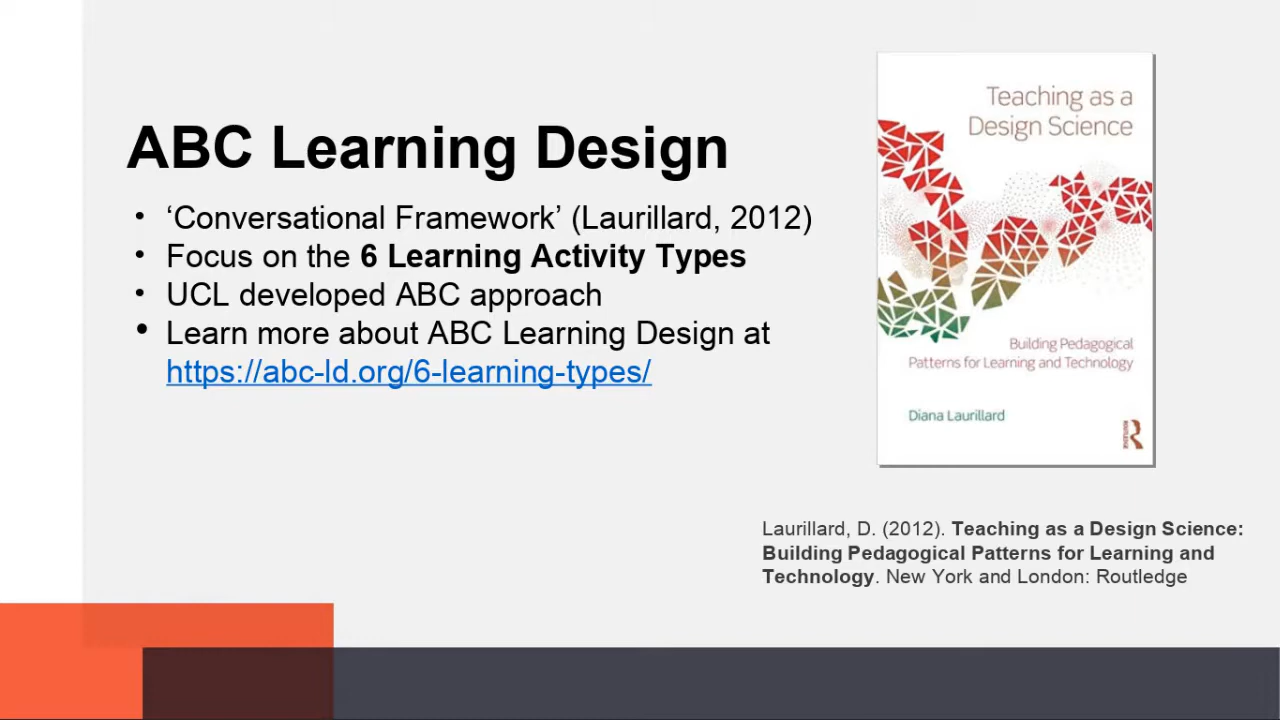 ABC Learning Design
• ‘Conversational Framework’ (Laurillard, 2012)
• Focus on the 6 Learning Activity Types
• UCL developed ABC approach
• Learn more about ABC Learning Design at
https://abc-ld.org/6-learning-types/
Teaching as a
Design Science
Building Pedagogical
Patterns for Learning and Technology
Diana Laurillard
Laurillard, D. (2012). Teaching as a Design Science:
Building Pedagogical Patterns for Learning and
Technology. New York and London: Routledge